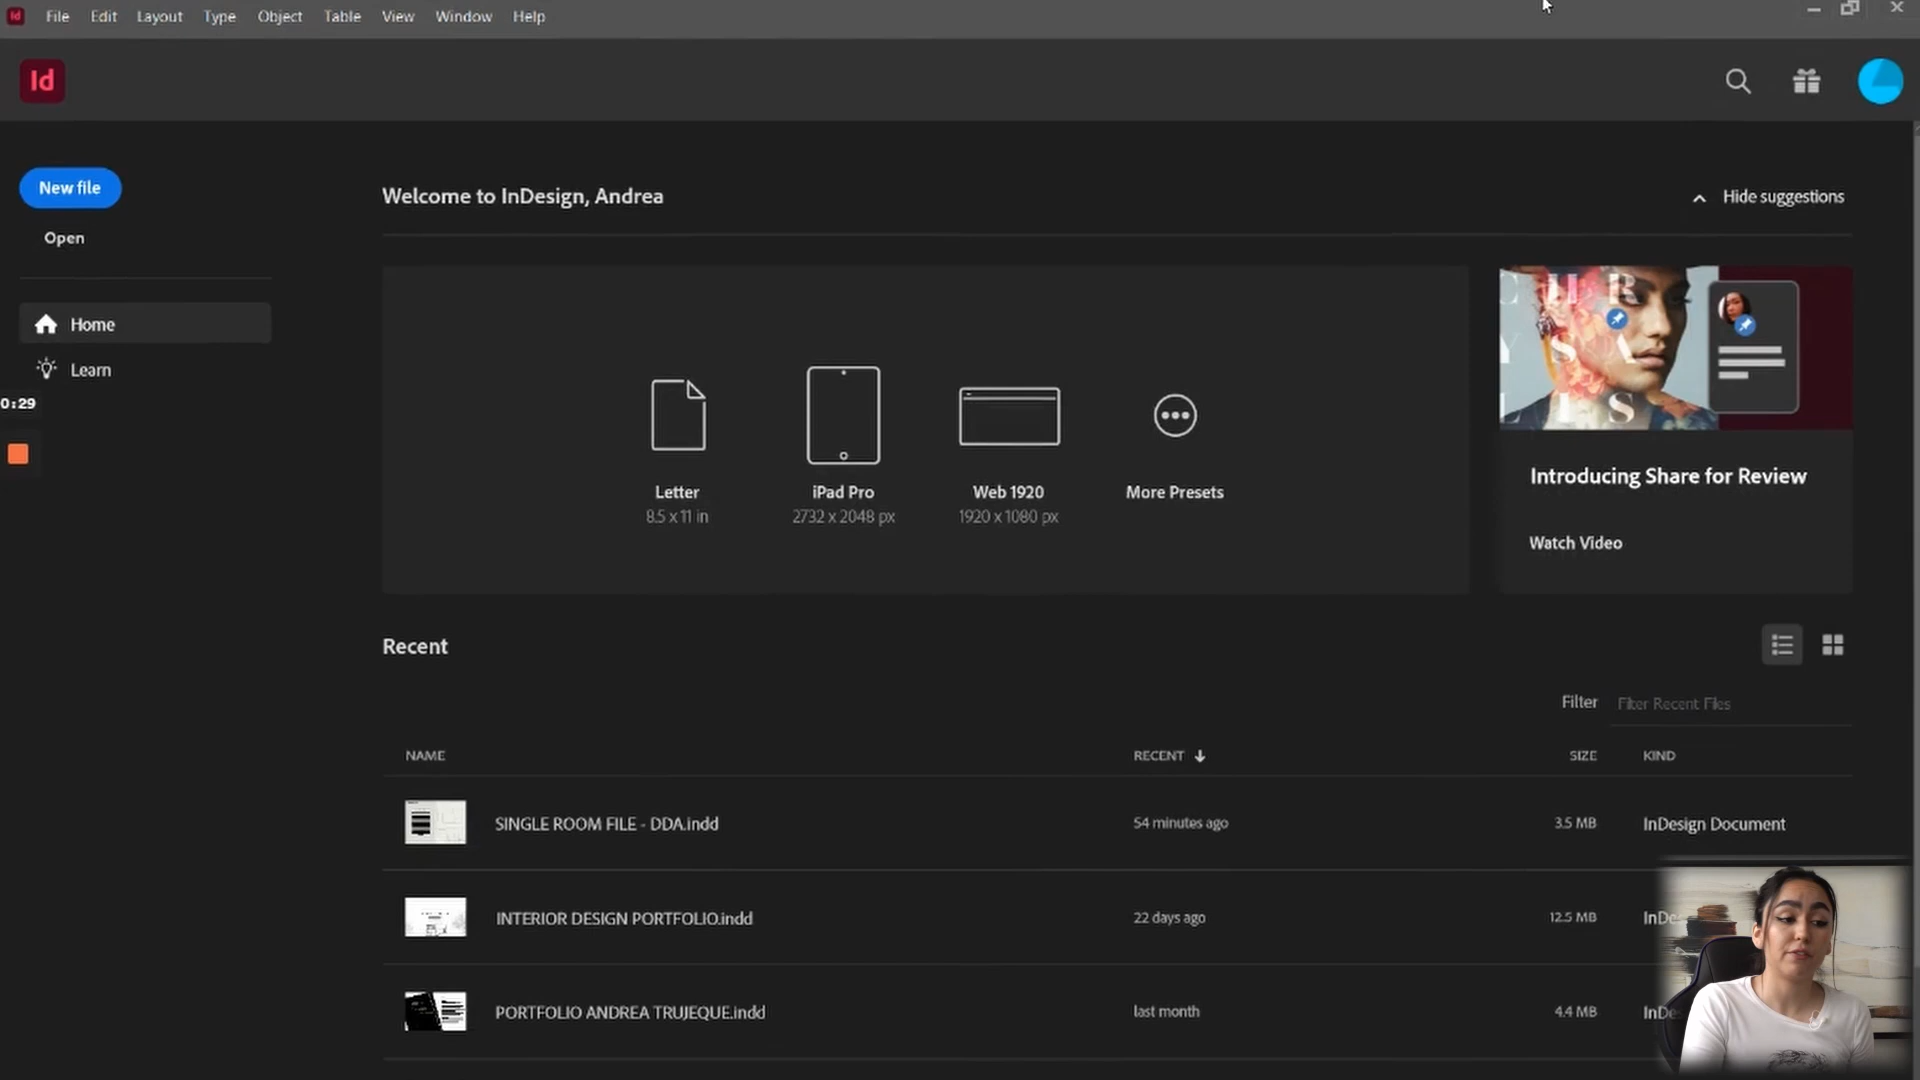 Id File Edit Layout Type Object Table View Window Help
Id
New file
Open
Home
Learn
0:29
Welcome to InDesign, Andrea
Hide suggestions
Letter
8.5 x 11 in
iPad Pro
2732 x 2048 px
Web 1920
1920 x 1080 px
More Presets
Introducing Share for Review
Watch Video
Recent
Filter Filter Recent Files
NAME RECENT SIZE KIND
SINGLE ROOM FILE - DDA.indd 54 minutes ago 3.5 MB InDesign Document
INTERIOR DESIGN PORTFOLIO.indd 22 days ago 12.5 MB InDe
PORTFOLIO ANDREA TRUJEQUE.indd last month 4.4 MB InDe